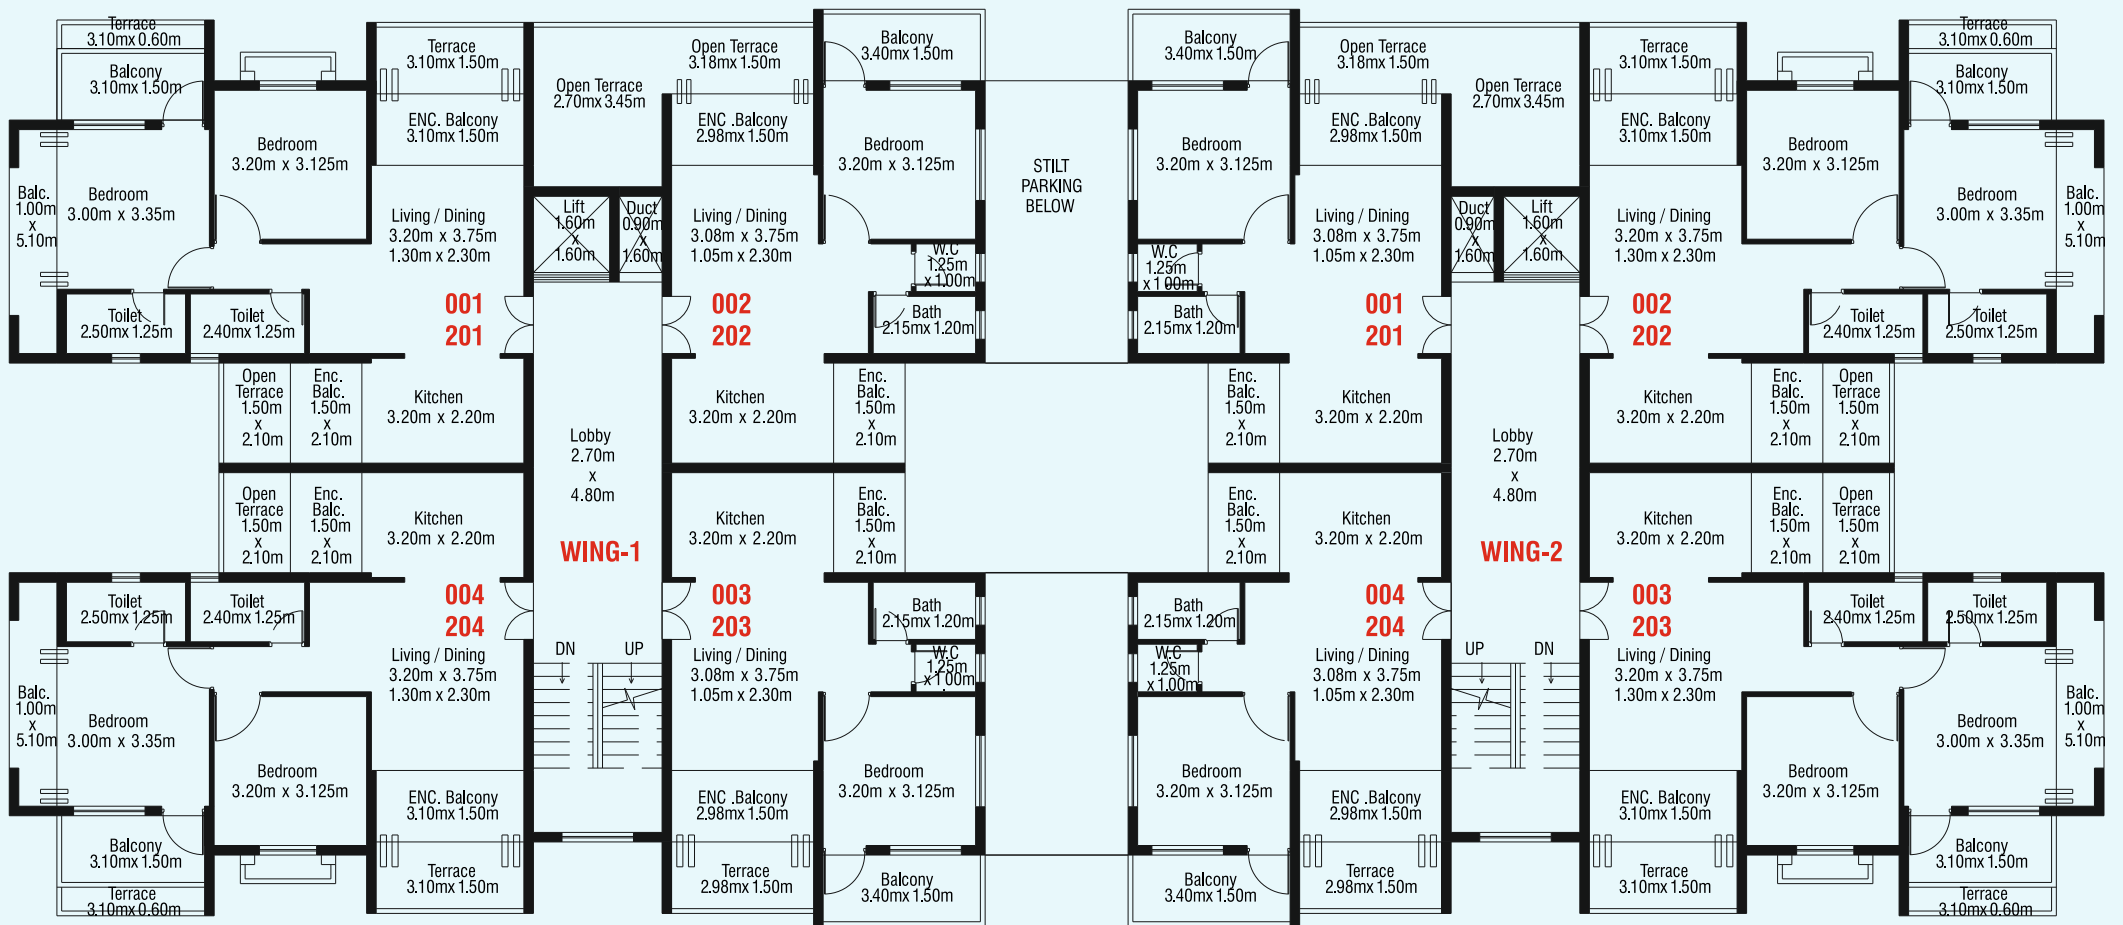 Terrace
3.10mx 0.60m
Balcony
3.10mx 1.50m
Terrace
3.10mx 1.50m
Open Terrace
3.18mx 1.50m
Balcony
3.40mx 1.50m
Open Terrace
2.70mx 3.45m
ENC. Balcony
3.10mx 1.50m
ENC .Balcony
2.98mx 1.50m
Bedroom
3.20m x 3.125m
Bedroom
3.20m x 3.125m
Balc.
1.00m
x
5.10m
Bedroom
3.00m x 3.35m
Living / Dining
3.20m x 3.75m
1.30m x 2.30m
Lift
1.60m
x
1.60m
Duct
0.90m
x
1.60m
Living / Dining
3.08m x 3.75m
1.05m x 2.30m
W.C
1.25m
x 1.00m
001
201
002
202
Toilet
2.50mx 1.25m
Toilet
2.40mx 1.25m
Bath
2.15mx 1.20m
Open
Terrace
1.50m
x
2.10m
Enc.
Balc.
1.50m
x
2.10m
Kitchen
3.20m x 2.20m
Kitchen
3.20m x 2.20m
Enc.
Balc.
1.50m
x
2.10m
Lobby
2.70m
x
4.80m
WING-1
Open
Terrace
1.50m
x
2.10m
Enc.
Balc.
1.50m
x
2.10m
Kitchen
3.20m x 2.20m
Kitchen
3.20m x 2.20m
Enc.
Balc.
1.50m
x
2.10m
Toilet
2.50mx 1.25m
Toilet
2.40mx 1.25m
004
204
003
203
Bath
2.15mx 1.20m
DN
UP
W.C
1.25m
x 1.00m
Living / Dining
3.20m x 3.75m
1.30m x 2.30m
Living / Dining
3.08m x 3.75m
1.05m x 2.30m
Balc.
1.00m
x
5.10m
Bedroom
3.00m x 3.35m
Bedroom
3.20m x 3.125m
Bedroom
3.20m x 3.125m
ENC. Balcony
3.10mx 1.50m
ENC .Balcony
2.98mx 1.50m
Balcony
3.10mx 1.50m
Terrace
3.10mx 0.60m
Terrace
3.10mx 1.50m
Terrace
2.98mx 1.50m
Balcony
3.40mx 1.50m
STILT
PARKING
BELOW
Balcony
3.40mx 1.50m
Open Terrace
3.18mx 1.50m
Open Terrace
2.70mx 3.45m
Terrace
3.10mx 1.50m
Terrace
3.10mx 0.60m
Balcony
3.10mx 1.50m
ENC .Balcony
2.98mx 1.50m
ENC. Balcony
3.10mx 1.50m
Bedroom
3.20m x 3.125m
Bedroom
3.20m x 3.125m
Bedroom
3.00m x 3.35m
Balc.
1.00m
x
5.10m
Living / Dining
3.08m x 3.75m
1.05m x 2.30m
Duct
0.90m
x
1.60m
Lift
1.60m
x
1.60m
Living / Dining
3.20m x 3.75m
1.30m x 2.30m
W.C
1.25m
x 1.00m
001
201
002
202
Bath
2.15mx 1.20m
Toilet
2.40mx 1.25m
Toilet
2.50mx 1.25m
Enc.
Balc.
1.50m
x
2.10m
Kitchen
3.20m x 2.20m
Kitchen
3.20m x 2.20m
Enc.
Balc.
1.50m
x
2.10m
Open
Terrace
1.50m
x
2.10m
Lobby
2.70m
x
4.80m
WING-2
Enc.
Balc.
1.50m
x
2.10m
Kitchen
3.20m x 2.20m
Kitchen
3.20m x 2.20m
Enc.
Balc.
1.50m
x
2.10m
Open
Terrace
1.50m
x
2.10m
Bath
2.15mx 1.20m
004
204
003
203
Toilet
2.40mx 1.25m
Toilet
2.50mx 1.25m
UP
DN
W.C
1.25m
x 1.00m
Living / Dining
3.08m x 3.75m
1.05m x 2.30m
Living / Dining
3.20m x 3.75m
1.30m x 2.30m
Bedroom
3.20m x 3.125m
Bedroom
3.20m x 3.125m
Bedroom
3.00m x 3.35m
Balc.
1.00m
x
5.10m
ENC .Balcony
2.98mx 1.50m
ENC. Balcony
3.10mx 1.50m
Balcony
3.40mx 1.50m
Terrace
2.98mx 1.50m
Terrace
3.10mx 1.50m
Balcony
3.10mx 1.50m
Terrace
3.10mx 0.60m